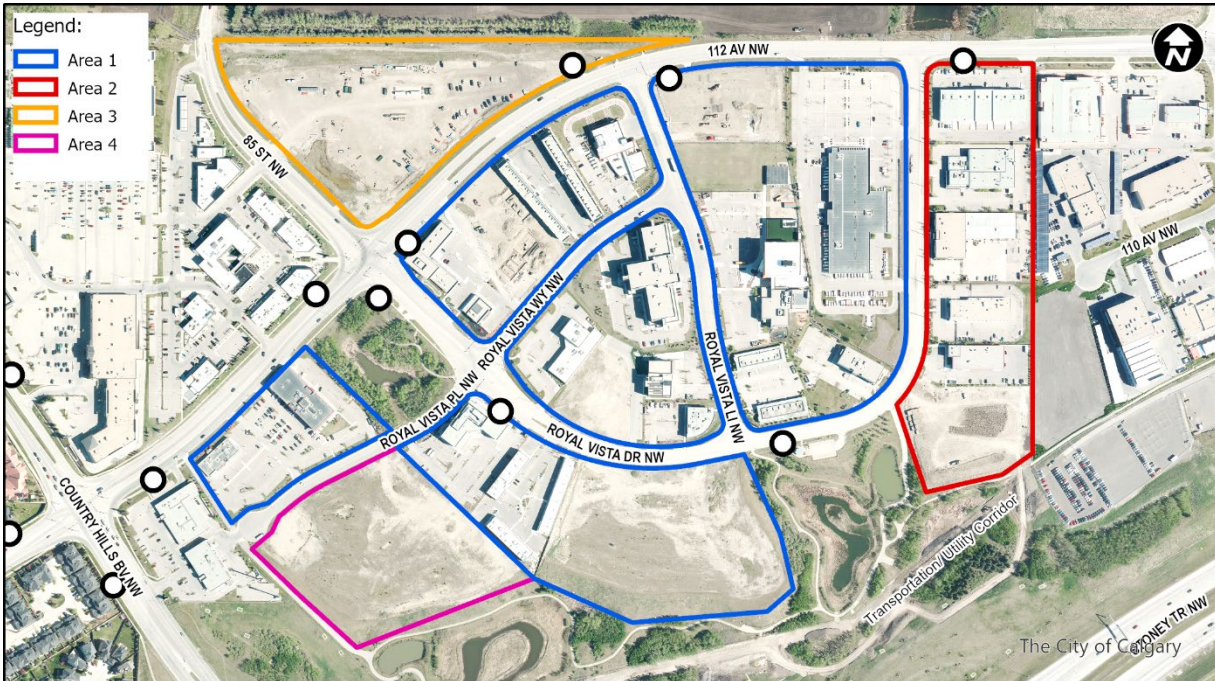 Legend:
Area 1
Area 2
Area 3
Area 4
N
112 AV NW
85 ST NW
110 AV NW
ROYAL VISTA WY NW
ROYAL VISTA PL NW
ROYAL VISTA LI NW
ROYAL VISTA DR NW
COUNTRY HILLS BV NW
Transportation/ Utility Corridor
STONEY TR NW
The City of Calgary